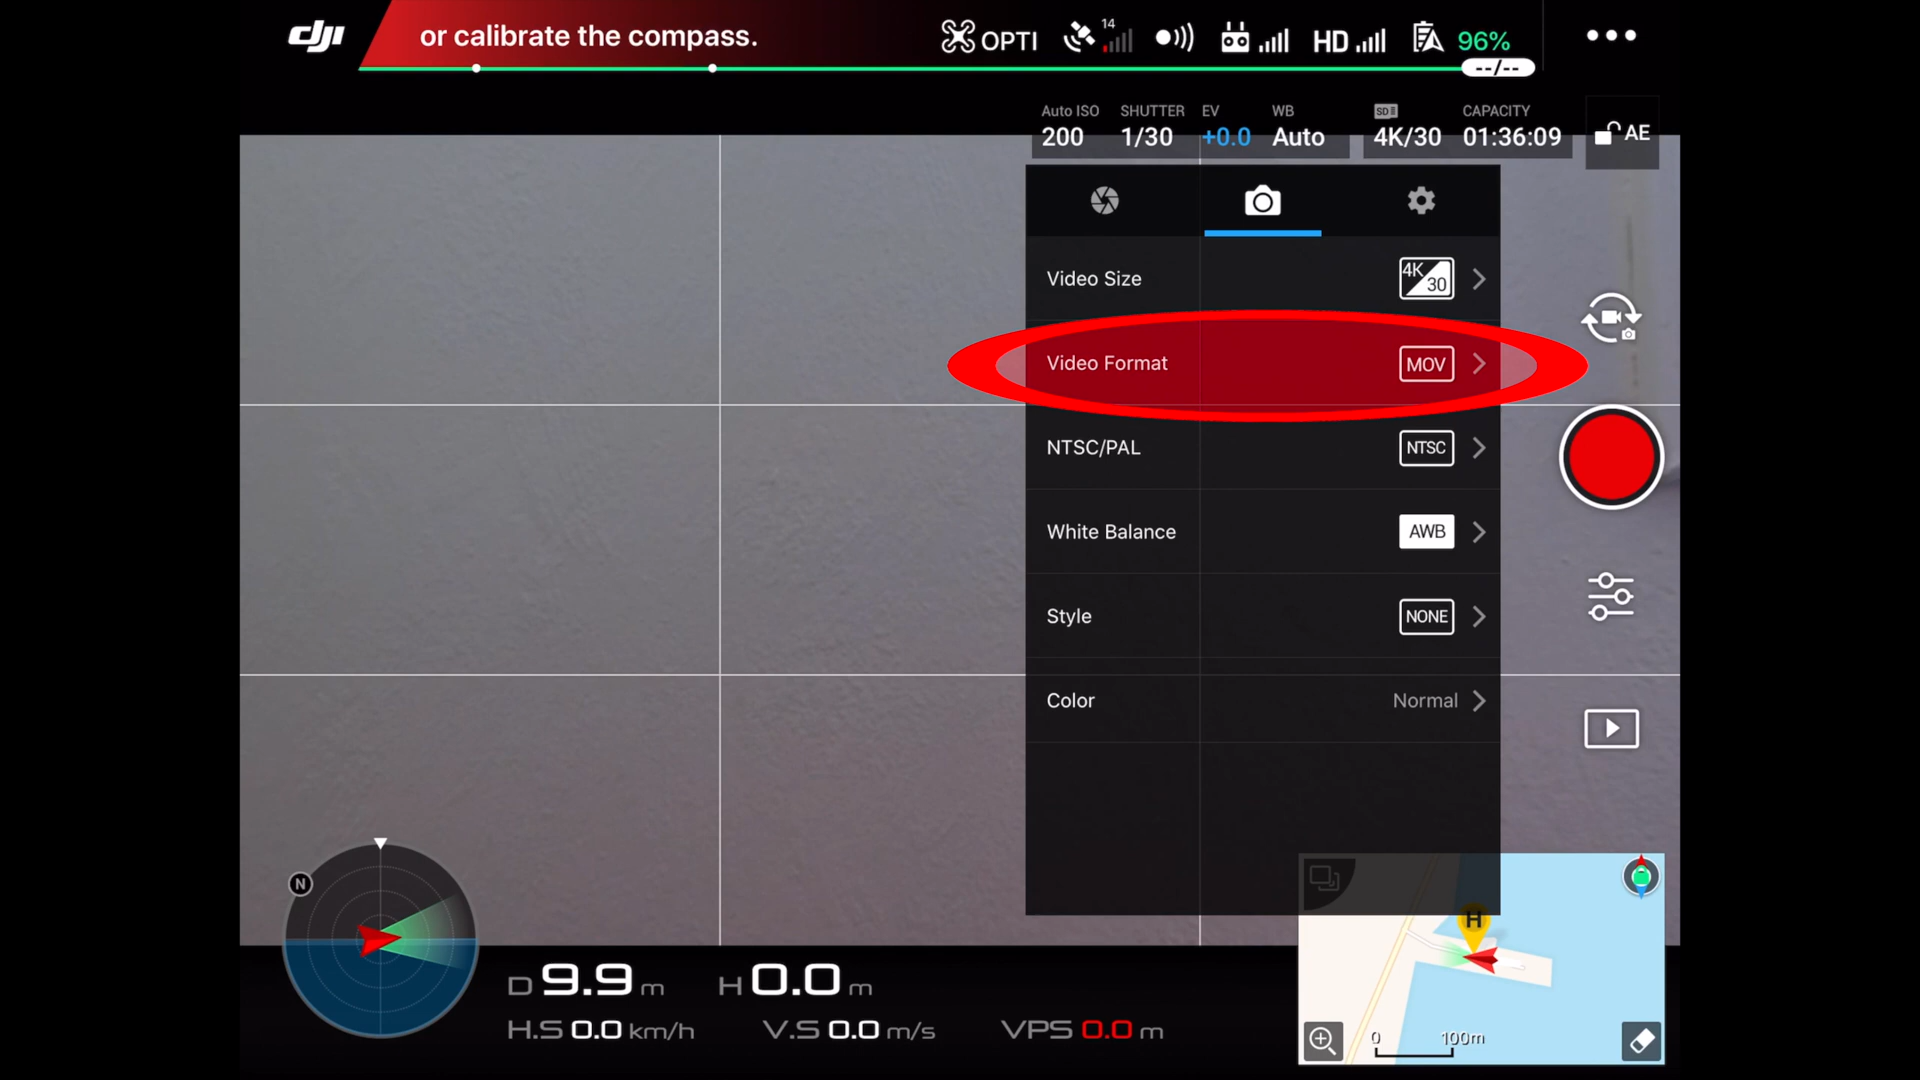 dji
or calibrate the compass.
OPTI
14
HD
96%
--/--
Auto ISO SHUTTER EV WB SD CAPACITY
200 1/30 +0.0 Auto 4K/30 01:36:09
AE
Video Size 4K 30
Video Format MOV
NTSC/PAL NTSC
White Balance AWB
Style NONE
Color Normal
N
H
D 9.9 m H 0.0 m
H.S 0.0 km/h V.S 0.0 m/s VPS 0.0 m
0 100m